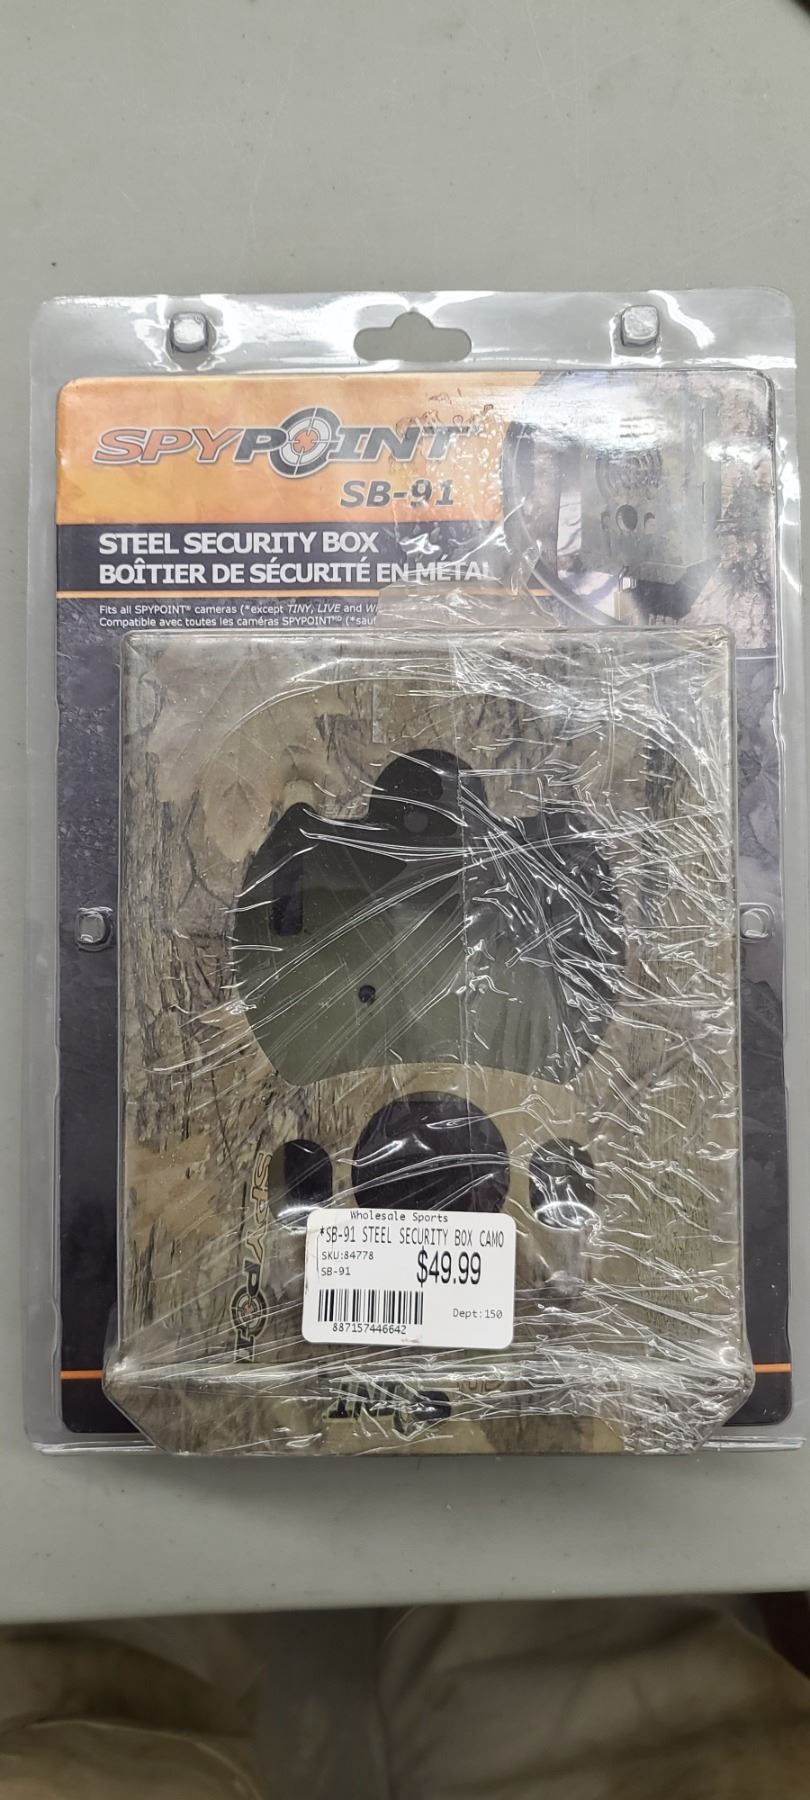 SPYPOINT
SB-91
STEEL SECURITY BOX
BOÎTIER DE SÉCURITÉ EN MÉTAL
Fits all SPYPOINT® cameras (*except TINY, LIVE and
Compatible avec toutes les caméras SPYPOINT
SPYPOINT
Wholesale Sports
*SB-91 STEEL SECURITY BOX CAMO
SKU:84778
$49.99
SB-91
Dept:150
887157446642